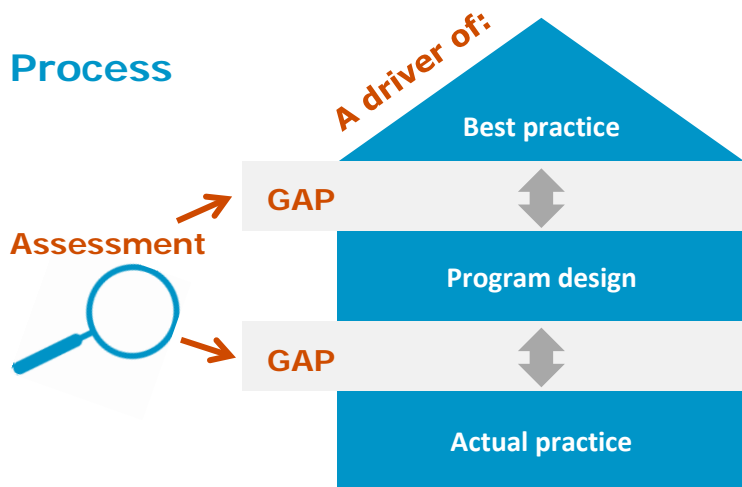 Process
A driver of:
Best practice
GAP
Assessment
Program design
GAP
Actual practice